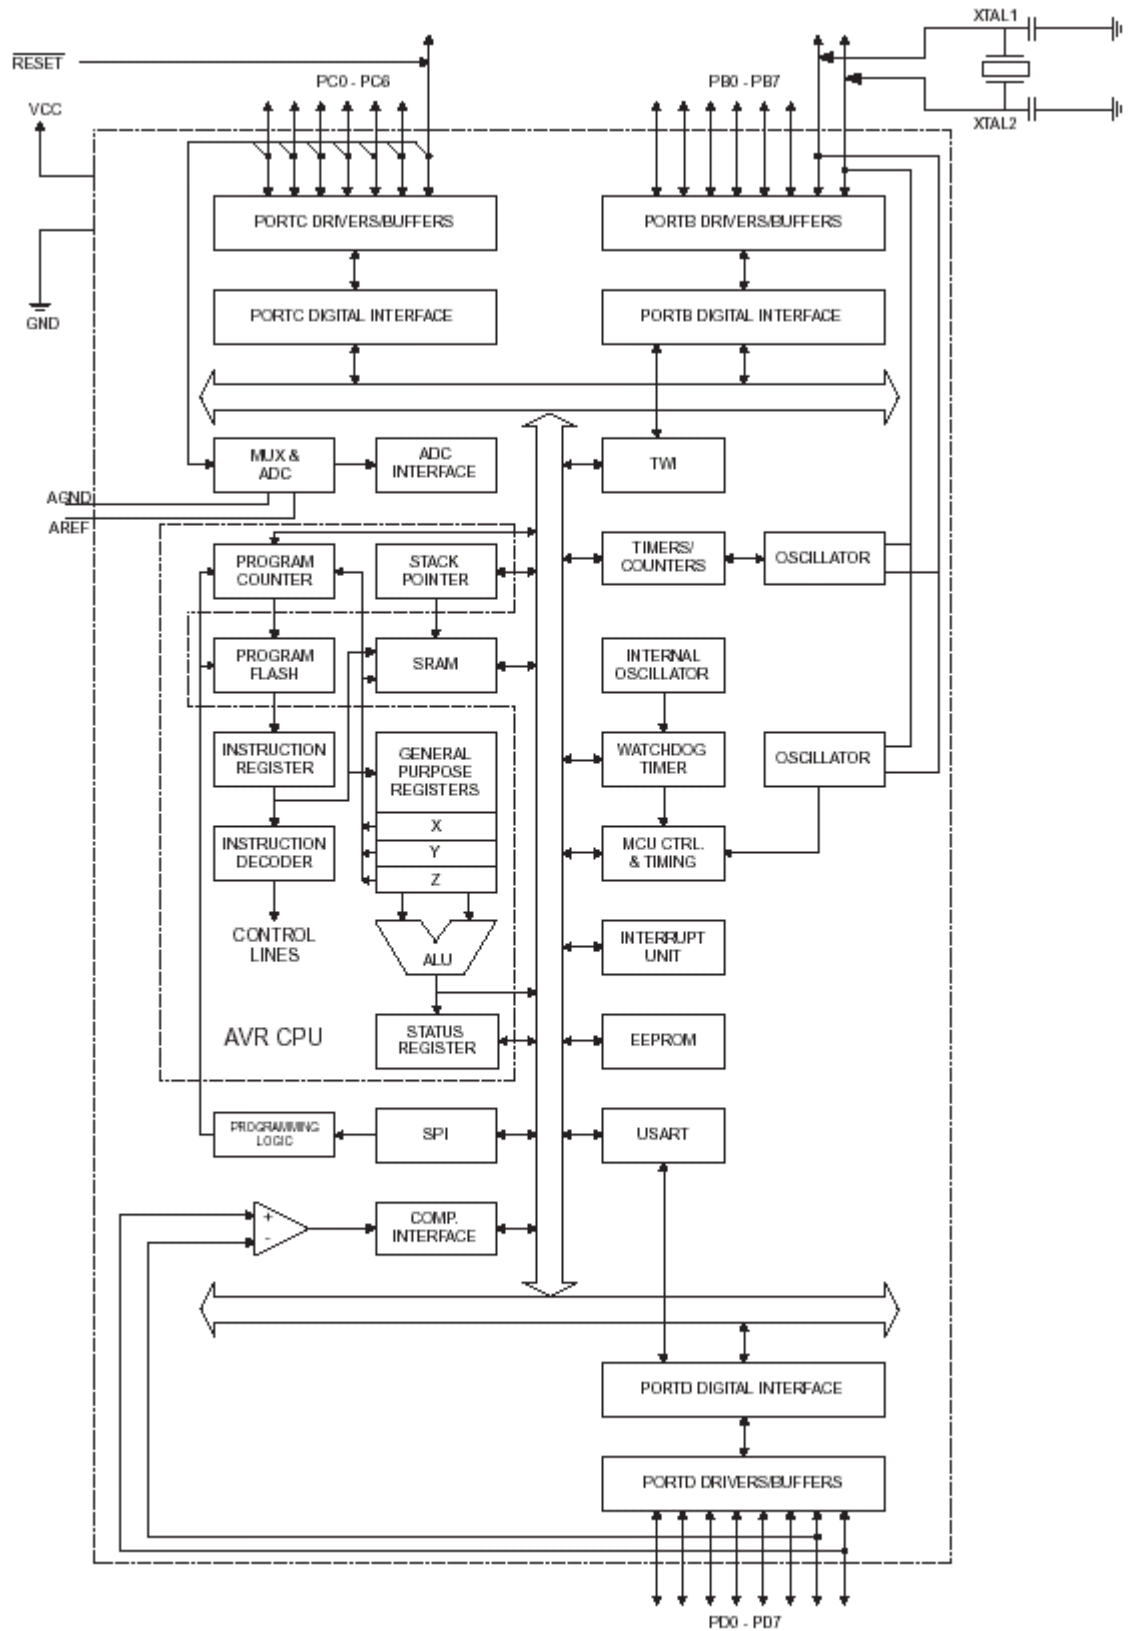 XTAL1
RESET
PC0 - PC6
PB0 - PB7
VCC
XTAL2
PORTC DRIVERS/BUFFERS
PORTB DRIVERS/BUFFERS
PORTC DIGITAL INTERFACE
PORTB DIGITAL INTERFACE
GND
MUX &
ADC
ADC
INTERFACE
TWI
AGND
AREF
PROGRAM
COUNTER
STACK
POINTER
TIMERS/
COUNTERS
OSCILLATOR
PROGRAM
FLASH
SRAM
INTERNAL
OSCILLATOR
INSTRUCTION
REGISTER
GENERAL
PURPOSE
REGISTERS
WATCHDOG
TIMER
OSCILLATOR
X
INSTRUCTION
DECODER
Y
MCU CTRL.
& TIMING
Z
CONTROL
LINES
ALU
INTERRUPT
UNIT
AVR CPU
STATUS
REGISTER
EEPROM
PROGRAMMING
LOGIC
SPI
USART
+
-
COMP.
INTERFACE
PORTD DIGITAL INTERFACE
PORTD DRIVERS/BUFFERS
PD0 - PD7